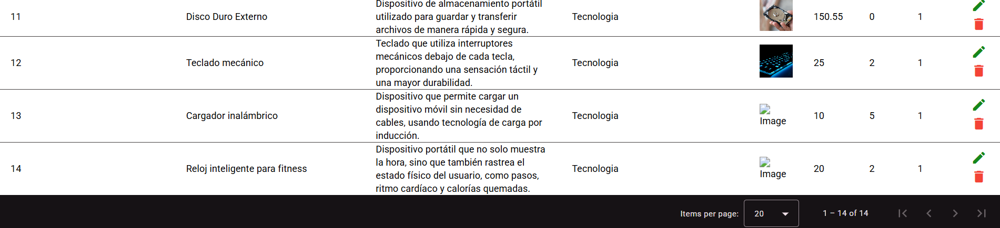 11
Disco Duro Externo
Dispositivo de almacenamiento portátil
utilizado para guardar y transferir
archivos de manera rápida y segura.
Tecnologia
150.55
0
1
12
Teclado mecánico
Teclado que utiliza interruptores
mecánicos debajo de cada tecla,
proporcionando una sensación táctil y
una mayor durabilidad.
Tecnologia
25
2
1
13
Cargador inalámbrico
Dispositivo que permite cargar un
dispositivo móvil sin necesidad de
cables, usando tecnología de carga por
inducción.
Tecnologia
Image
10
5
1
14
Reloj inteligente para fitness
Dispositivo portátil que no solo muestra
la hora, sino que también rastrea el
estado físico del usuario, como pasos,
ritmo cardíaco y calorías quemadas.
Tecnologia
Image
20
2
1
Items per page: 20 1 – 14 of 14